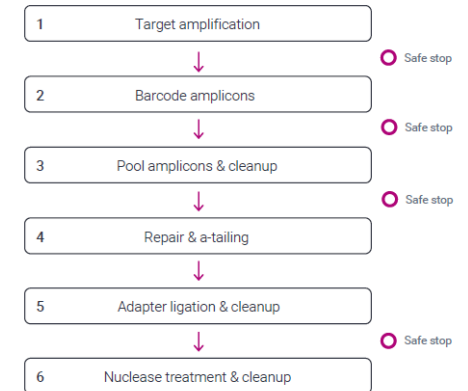 1 Target amplification
Safe stop
2 Barcode amplicons
Safe stop
3 Pool amplicons & cleanup
Safe stop
4 Repair & a-tailing
5 Adapter ligation & cleanup
Safe stop
6 Nuclease treatment & cleanup